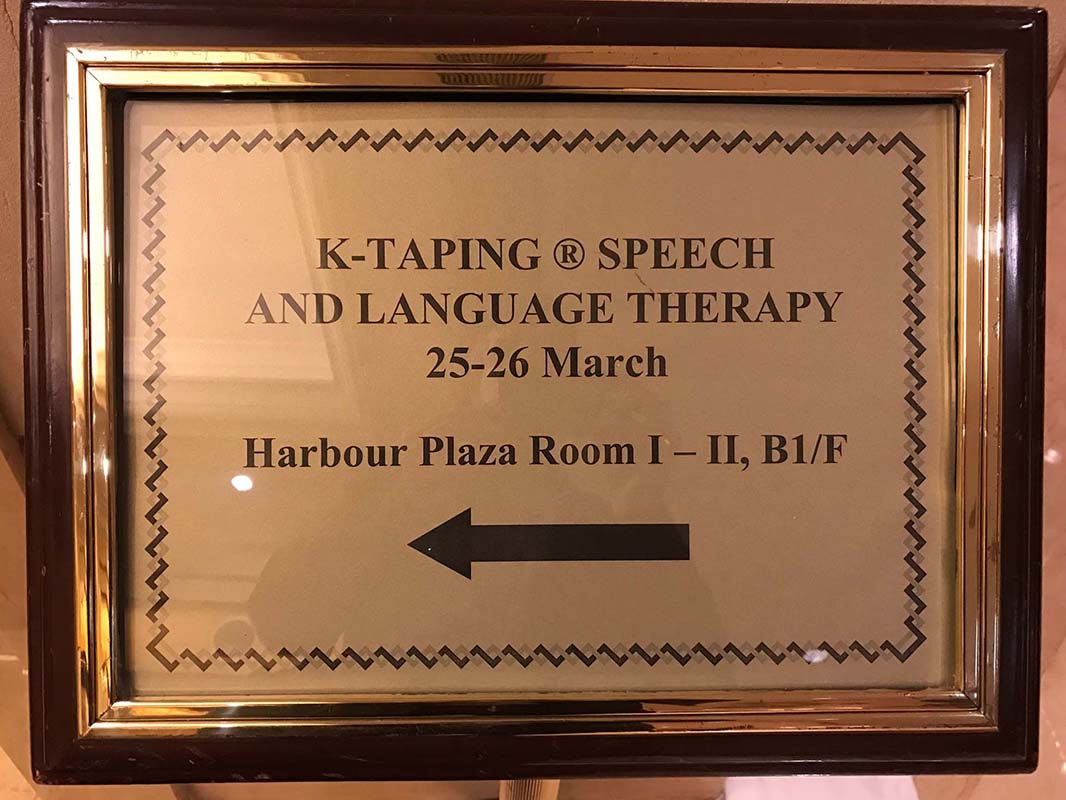 K-TAPING ® SPEECH
AND LANGUAGE THERAPY
25-26 March
Harbour Plaza Room I – II, B1/F